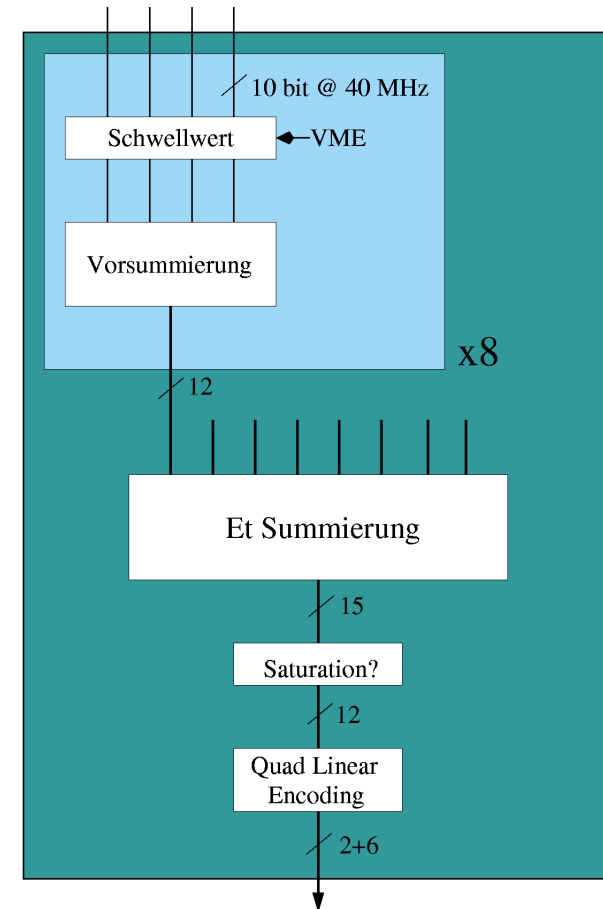 10 bit @ 40 MHz
Schwellwert
VME
Vorsummierung
x8
12
Et Summierung
15
Saturation?
12
Quad Linear
Encoding
2+6